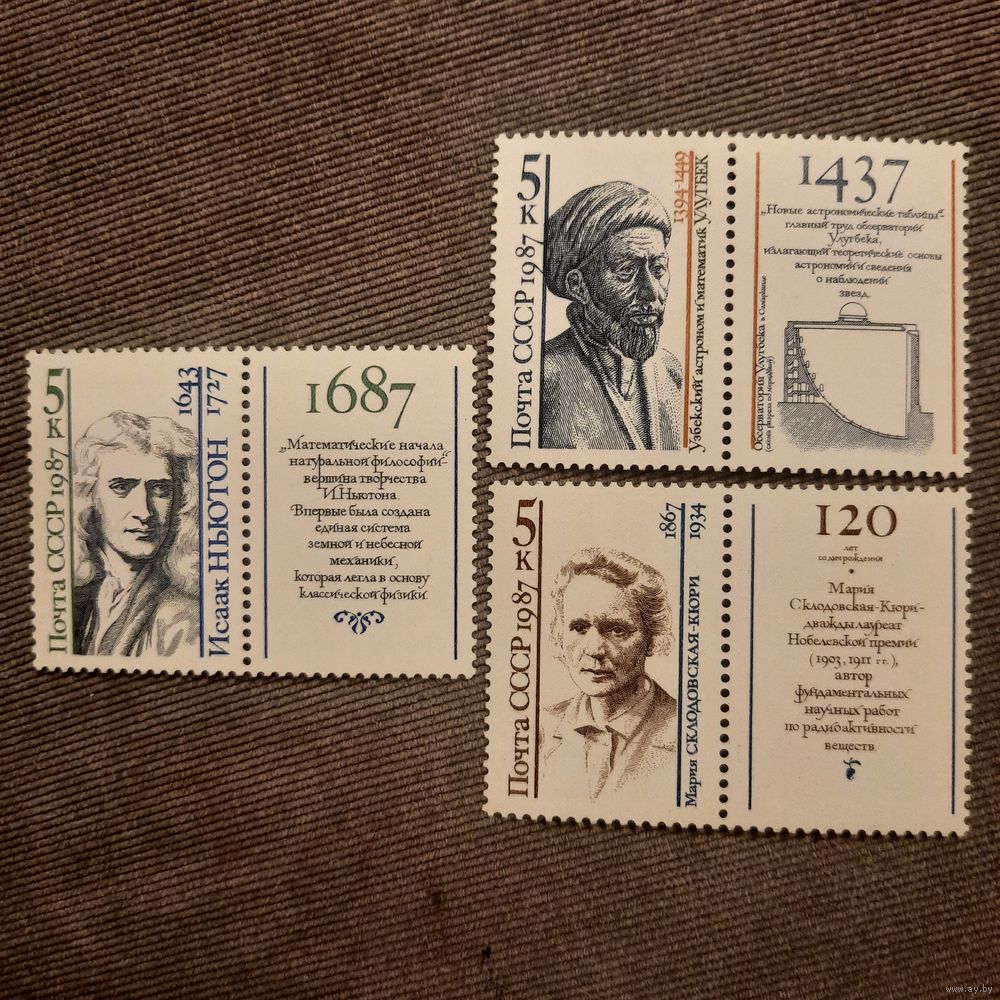 5
К
Почта СССР 1987
1643
1727
Исаак НЬЮТОН
1687
„Математические начала
натуральной философии“-
вершина творчества
И.Ньютона.
Впервые была создана
единая система
земной и небесной
механики,
которая легла в основу
классической физики.
5
К
Почта СССР 1987
1394-1449
Узбекский астроном и математик УЛУГБЕК
1437
„Новые астрономические таблицы“-
главный труд обсерватории
Улугбека,
излагающий теоретические основы
астрономии и сведения
о наблюдении
звезд.
Обсерватория Улугбека в Самарканде
5
К
Почта СССР 1987
1867
1934
Мария СКЛОДОВСКАЯ-КЮРИ
120
лет
со дня рождения
Мария
Склодовская-Кюри-
дважды лауреат
Нобелевской премии
(1903, 1911 гг.),
автор
фундаментальных
научных работ
по радиоактивности
веществ.
www.ay.by